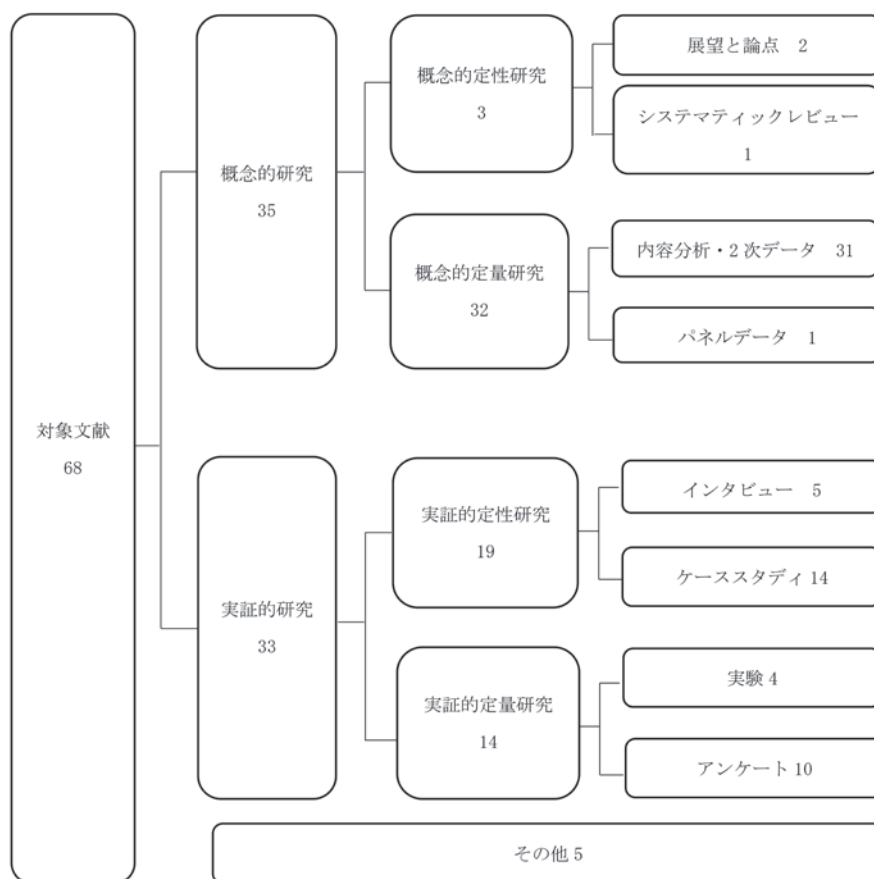 対象文献
68
概念的研究
35
概念的定性研究
3
展望と論点 2
システマティックレビュー
1
概念的定量研究
32
内容分析・2 次データ 31
パネルデータ 1
実証的研究
33
実証的定性研究
19
インタビュー 5
ケーススタディ 14
実証的定量研究
14
実験 4
アンケート 10
その他 5